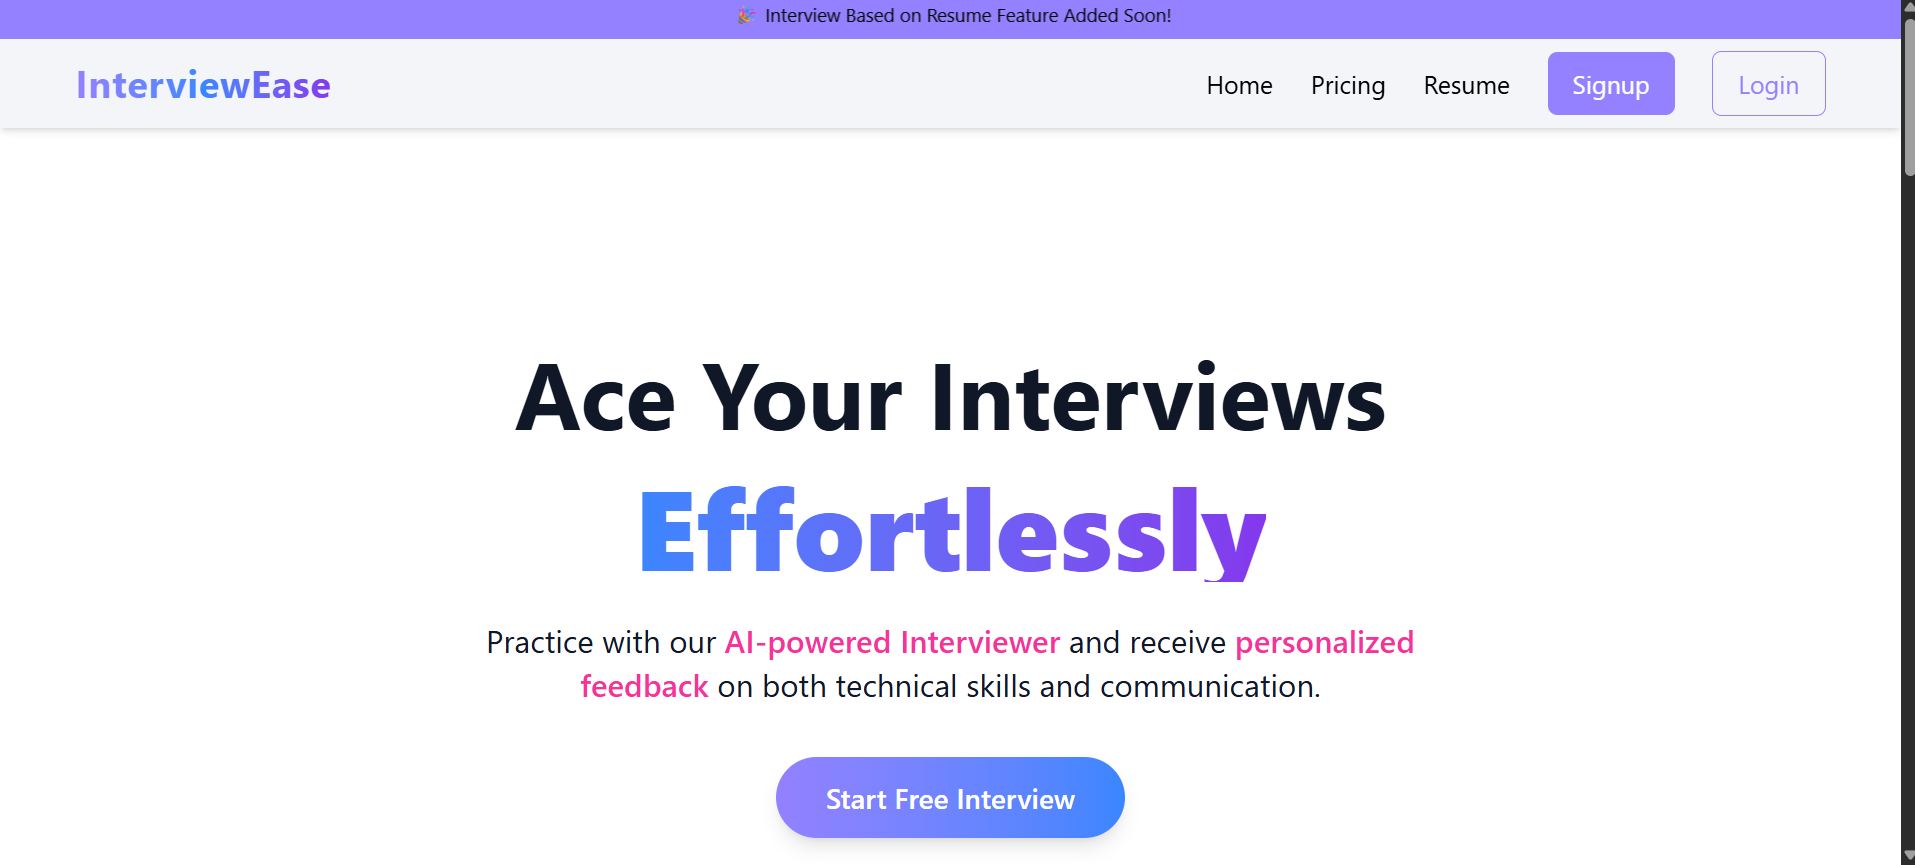 🎉 Interview Based on Resume Feature Added Soon!
InterviewEase
Home
Pricing
Resume
Signup
Login
Ace Your Interviews
Effortlessly
Practice with our AI-powered Interviewer and receive personalized
feedback on both technical skills and communication.
Start Free Interview